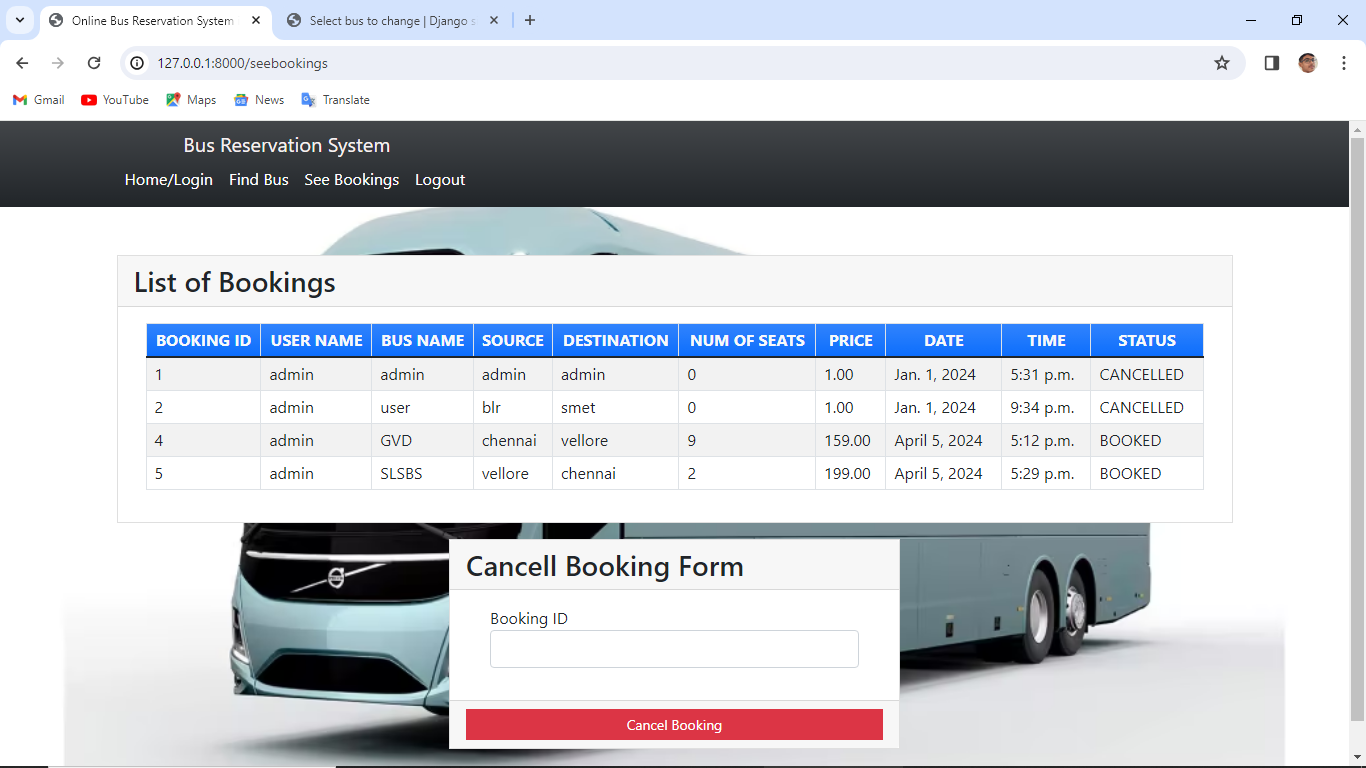 Online Bus Reservation System
Select bus to change | Django s
127.0.0.1:8000/seebookings
Gmail YouTube Maps News Translate
Bus Reservation System
Home/Login Find Bus See Bookings Logout
List of Bookings
BOOKING ID USER NAME BUS NAME SOURCE DESTINATION NUM OF SEATS PRICE DATE TIME STATUS
1 admin admin admin admin 0 1.00 Jan. 1, 2024 5:31 p.m. CANCELLED
2 admin user blr smet 0 1.00 Jan. 1, 2024 9:34 p.m. CANCELLED
4 admin GVD chennai vellore 9 159.00 April 5, 2024 5:12 p.m. BOOKED
5 admin SLSBS vellore chennai 2 199.00 April 5, 2024 5:29 p.m. BOOKED
Cancell Booking Form
Booking ID
Cancel Booking